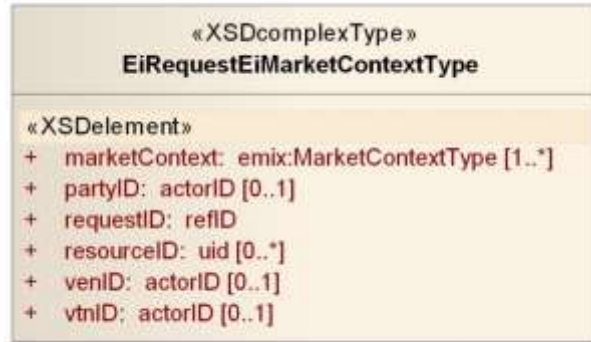 «XSDcomplexType»
EiRequestEiMarketContextType
«XSDelement»
+ marketContext: emix:MarketContextType [1..*]
+ partyID: actorID [0..1]
+ requestID: refID
+ resourceID: uid [0..*]
+ venID: actorID [0..1]
+ vtnID: actorID [0..1]